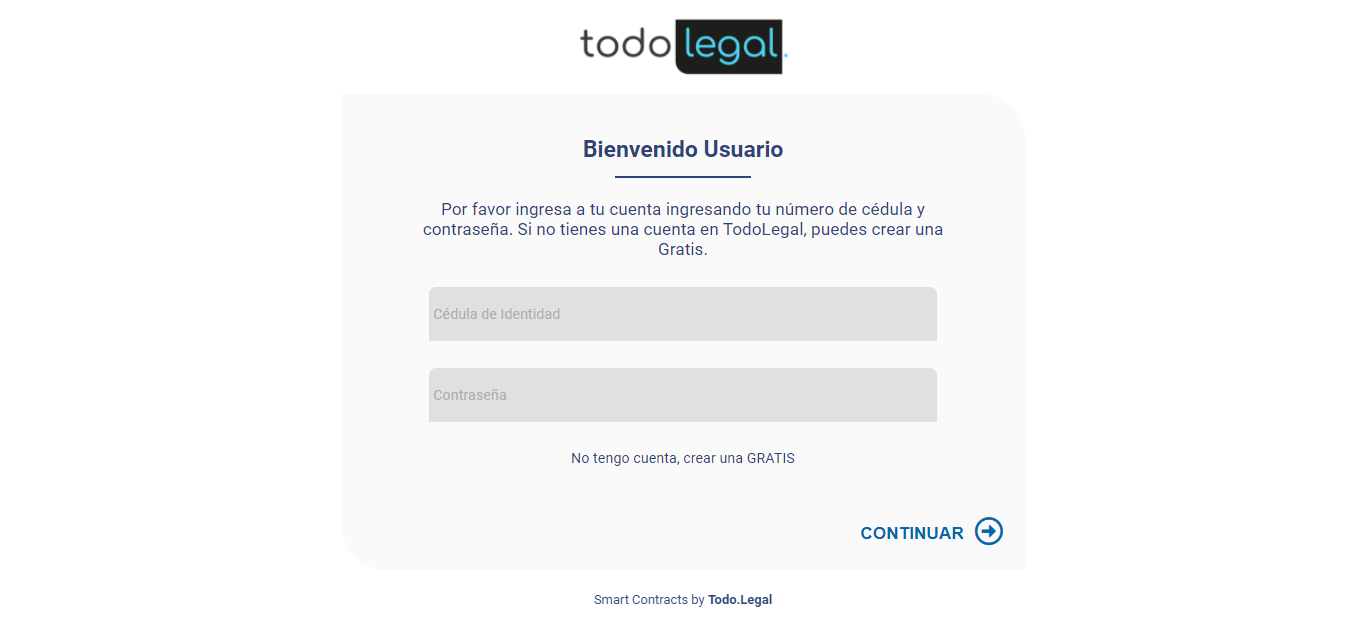 todo legal.
Bienvenido Usuario
Por favor ingresa a tu cuenta ingresando tu número de cédula y
contraseña. Si no tienes una cuenta en TodoLegal, puedes crear una
Gratis.
Cédula de Identidad
Contraseña
No tengo cuenta, crear una GRATIS
CONTINUAR
Smart Contracts by Todo.Legal